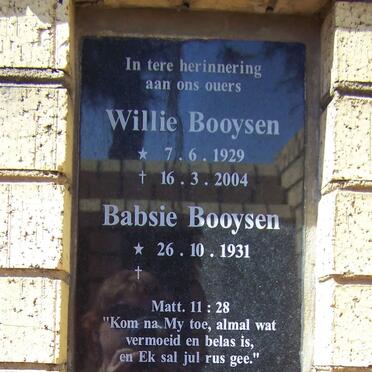 In tere herinnering
aan ons ouers
Willie Booysen
★ 7.6.1929
† 16.3.2004
Babsie Booysen
★ 26.10.1931
†
Matt. 11:28
"Kom na My toe, almal wat
vermoeid en belas is,
en Ek sal jul rus gee."